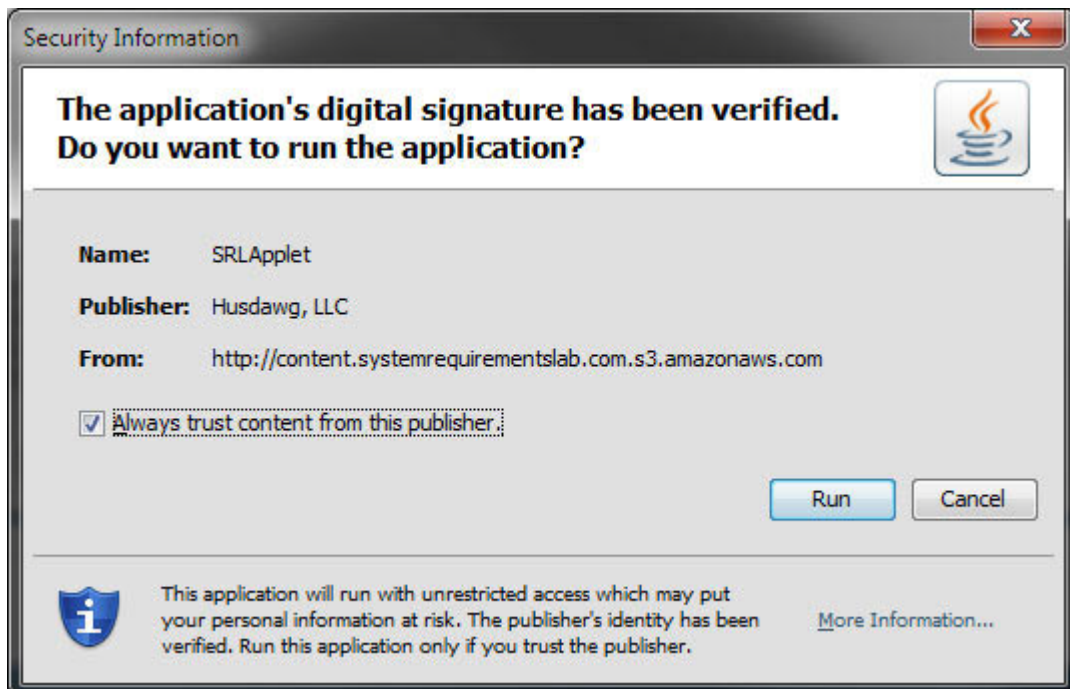 Security Information
The application's digital signature has been verified.
Do you want to run the application?
Name: SRLApplet
Publisher: Husdawg, LLC
From: http://content.systemrequirementslab.com.s3.amazonaws.com
Always trust content from this publisher.
Run Cancel
This application will run with unrestricted access which may put
your personal information at risk. The publisher's identity has been
verified. Run this application only if you trust the publisher.
More Information...